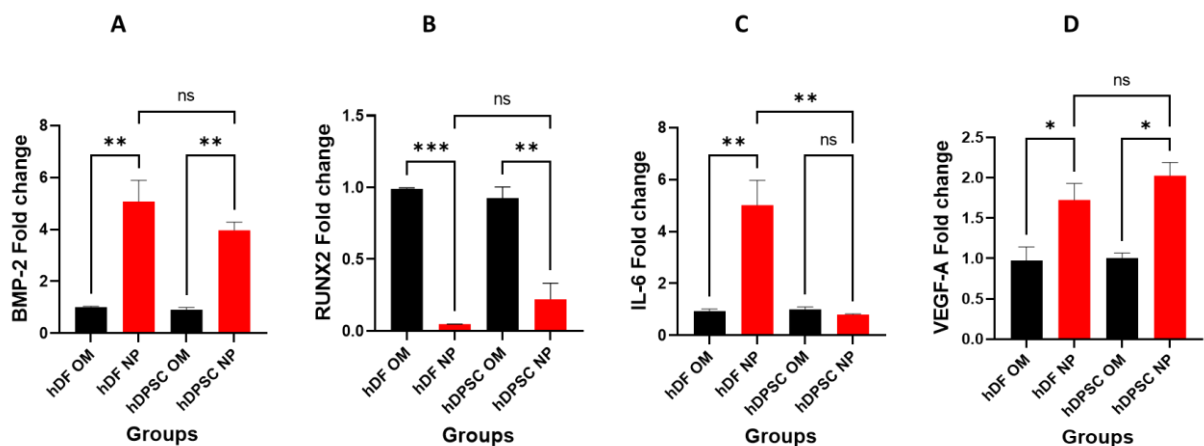 A
B
C
D
ns
**
**
BMP-2 Fold change
8
6
4
2
0
hDF OM
hDF NP
hDPSC OM
hDPSC NP
Groups
ns
***
**
RUNX2 Fold change
1.5
1.0
0.5
0.0
hDF OM
hDF NP
hDPSC OM
hDPSC NP
Groups
**
**
ns
IL-6 Fold change
8
6
4
2
0
hDF OM
hDF NP
hDPSC OM
hDPSC NP
Groups
ns
*
*
VEGF-A Fold change
2.5
2.0
1.5
1.0
0.5
0.0
hDF OM
hDF NP
hDPSC OM
hDPSC NP
Groups